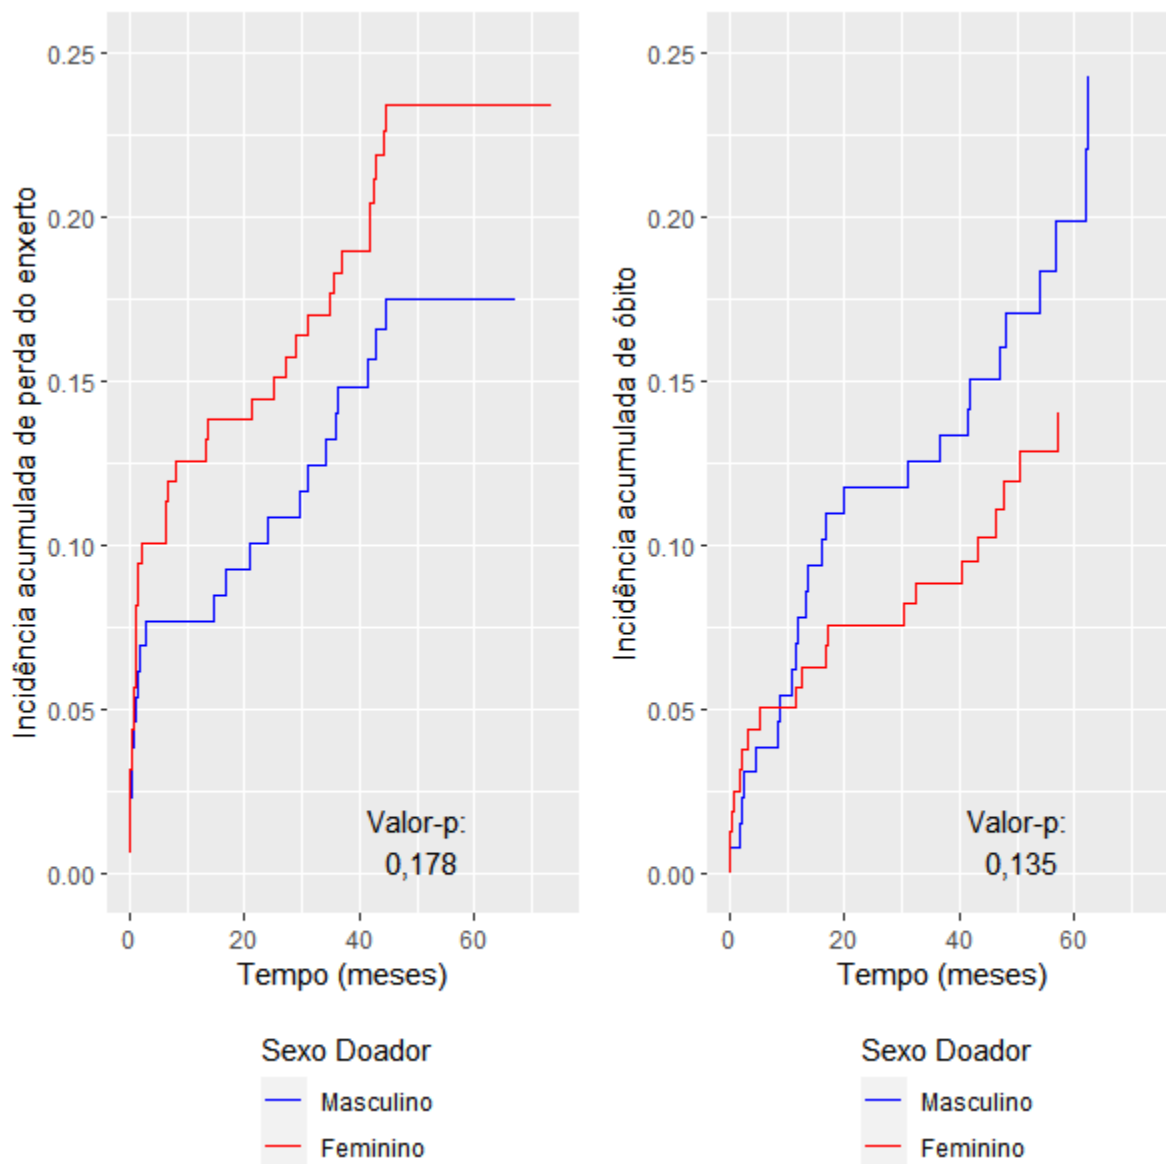 Incidência acumulada de perda do enxerto
0.25
0.20
0.15
0.10
0.05
0.00
Valor-p:
0,178
0 20 40 60
Tempo (meses)
Sexo Doador
Masculino
Feminino
Incidência acumulada de óbito
0.25
0.20
0.15
0.10
0.05
0.00
Valor-p:
0,135
0 20 40 60
Tempo (meses)
Sexo Doador
Masculino
Feminino